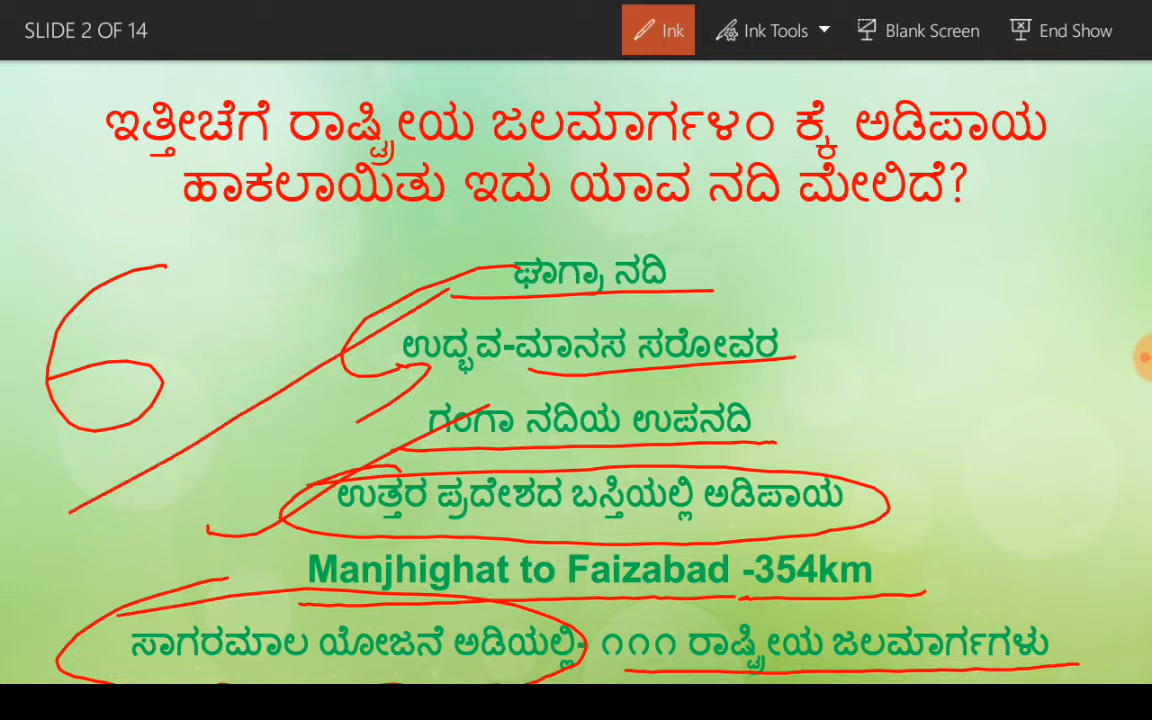 SLIDE 2 OF 14
Ink
Ink Tools
Blank Screen
End Show
ಇತ್ತೀಚೆಗೆ ರಾಷ್ಟ್ರೀಯ ಜಲಮಾರ್ಗ೪೦ ಕ್ಕೆ ಅಡಿಪಾಯ
ಹಾಕಲಾಯಿತು ಇದು ಯಾವ ನದಿ ಮೇಲಿದೆ?
ಘಾಗ್ರಾ ನದಿ
ಉದ್ಭವ-ಮಾನಸ ಸರೋವರ
ಗಂಗಾ ನದಿಯ ಉಪನದಿ
ಉತ್ತರ ಪ್ರದೇಶದ ಬಸ್ತಿಯಲ್ಲಿ ಅಡಿಪಾಯ
Manjhighat to Faizabad -354km
ಸಾಗರಮಾಲ ಯೋಜನೆ ಅಡಿಯಲ್ಲಿ- ೧೧೧ ರಾಷ್ಟ್ರೀಯ ಜಲಮಾರ್ಗಗಳು